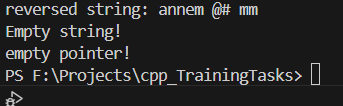 reversed string: annem @# mm
Empty string!
empty pointer!
PS F:\Projects\cpp_TrainingTasks>